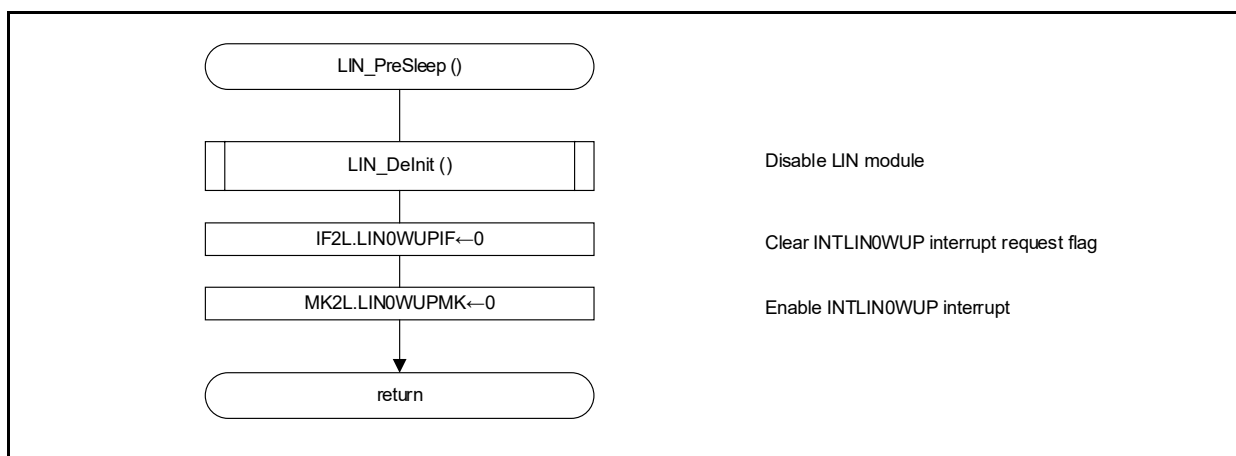 LIN_PreSleep ()
LIN_DeInit ()
Disable LIN module
IF2L.LIN0WUPIF←0
Clear INTLIN0WUP interrupt request flag
MK2L.LIN0WUPMK←0
Enable INTLIN0WUP interrupt
return